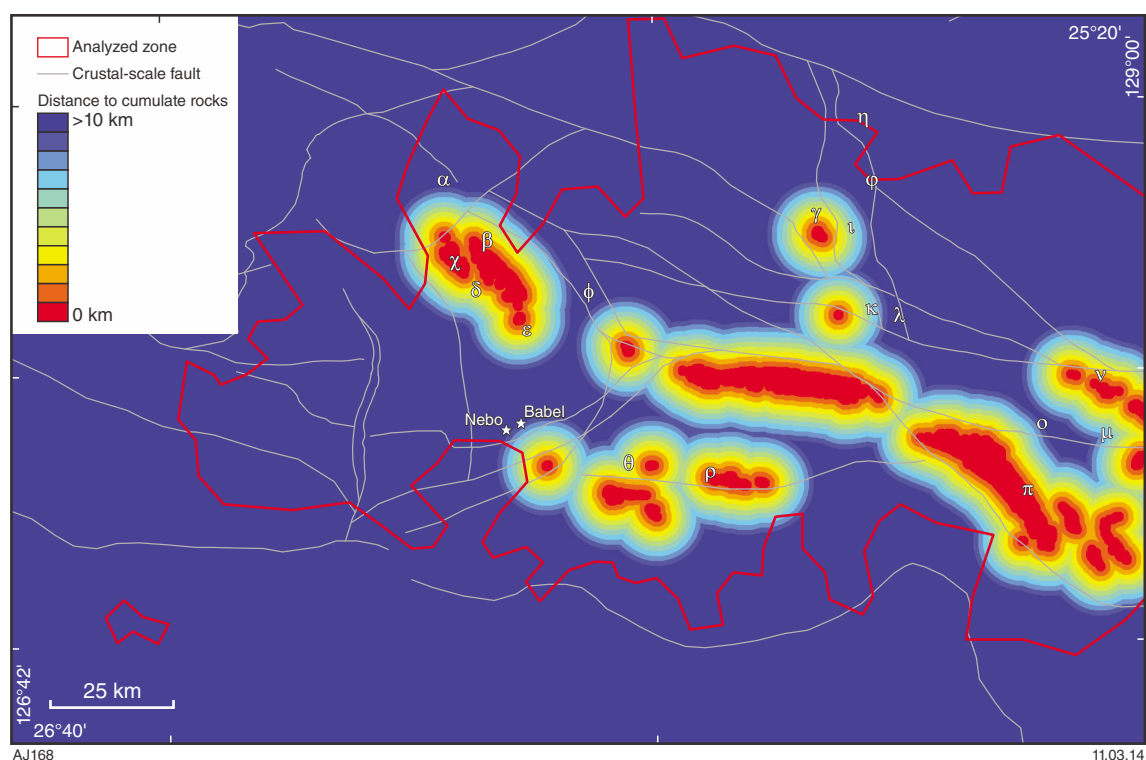 Analyzed zone
Crustal-scale fault
Distance to cumulate rocks
>10 km
0 km
25°20'
129°00'
η
α
φ
γ
ι
β
χ
δ
ϕ
κ
λ
ε
ν
Babel
Nebo
ο
μ
θ
ρ
π
126°42'
25 km
26°40'
AJ168
11.03.14